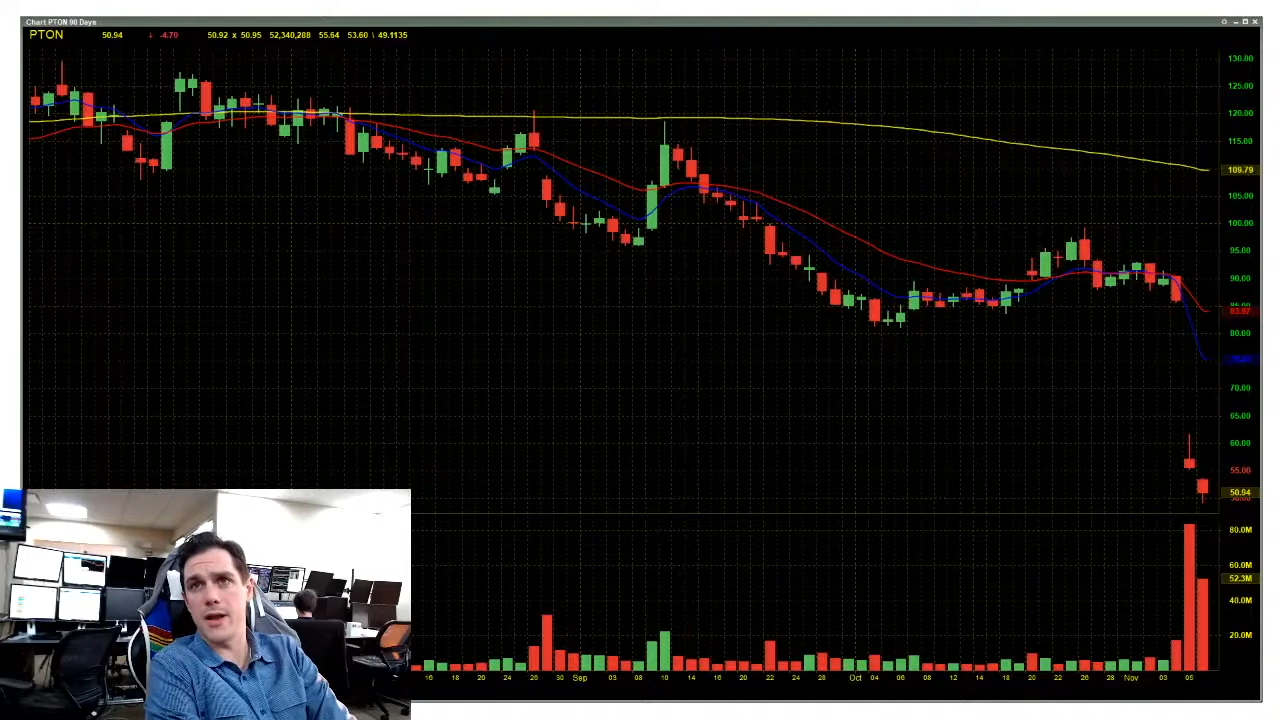 Chart PTON 90 Days
PTON 50.94 ↓ -4.70 50.92 x 50.95 52,340,288 55.64 53.60 \ 49.1135
130.00
125.00
120.00
115.00
109.79
105.00
100.00
95.00
90.00
85.00
83.97
80.00
70.00
65.00
60.00
55.00
50.94
80.0M
60.0M
52.3M
40.0M
20.0M
16 18 20 24 26 30 Sep 03 08 10 14 16 20 22 24 28 Oct 04 06 08 12 14 18 20 22 26 28 Nov 03 05